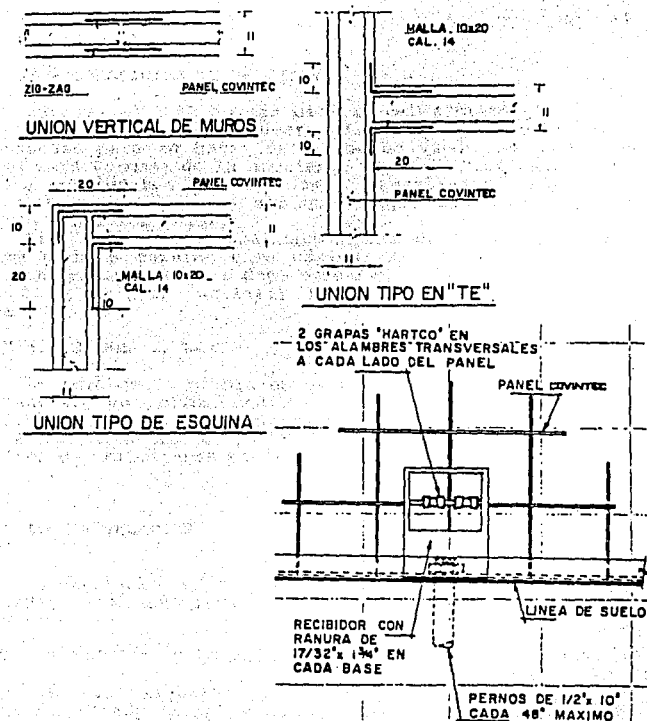 11
ZIG-ZAG
PANEL COVINTEC
UNION VERTICAL DE MUROS
MALLA 10x20
CAL. 14
10
11
10
20
PANEL COVINTEC
11
UNION TIPO EN "TE"
20
PANEL COVINTEC
10
11
20
MALLA 10x20
CAL. 14
10
11
UNION TIPO DE ESQUINA
2 GRAPAS "HARTCO" EN
LOS ALAMBRES TRANSVERSALES
A CADA LADO DEL PANEL
PANEL COVINTEC
LINEA DE SUELO
RECIBIDOR CON
RANURA DE
17/32"x 1¾" EN
CADA BASE
PERNOS DE 1/2"x 10"
CADA 48" MAXIMO